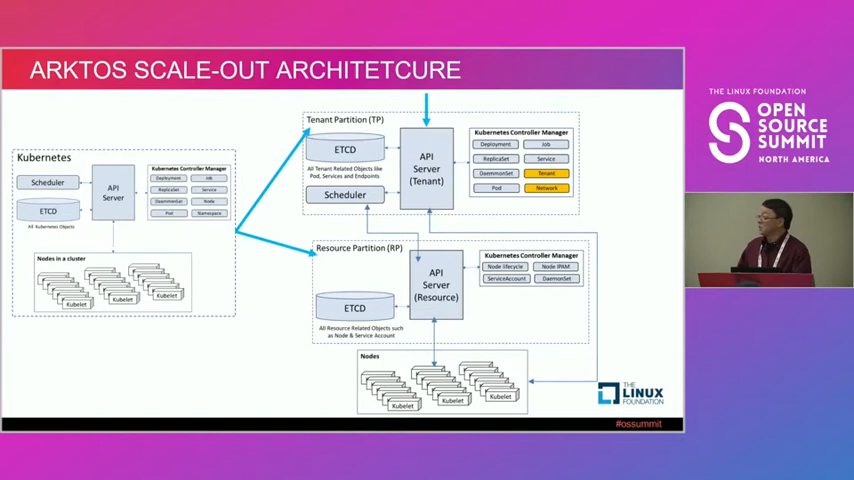 ARKTOS SCALE-OUT ARCHITETCURE
THE LINUX FOUNDATION
OPEN
SOURCE
SUMMIT
NORTH AMERICA
Kubernetes
Scheduler
ETCD
All Kubernetes Objects
API
Server
Kubernetes Controller Manager
Deployment
Job
ReplicaSet
Service
DaemonSet
Node
Pod
Namespace
Nodes in a cluster
Kubelet
Kubelet
Kubelet
Tenant Partition (TP)
ETCD
All Tenant Related Objects like
Pod, Services and Endpoints
Scheduler
API
Server
(Tenant)
Kubernetes Controller Manager
Deployment
Job
ReplicaSet
Service
DaemmonSet
Tenant
Pod
Network
Resource Partition (RP)
ETCD
All Resource Related Objects such
as Node & Service Account
API
Server
(Resource)
Kubernetes Controller Manager
Node lifecycle
Node IPAM
ServiceAccount
DaemonSet
Nodes
Kubelet
Kubelet
Kubelet
THE
LINUX
FOUNDATION
#ossummit